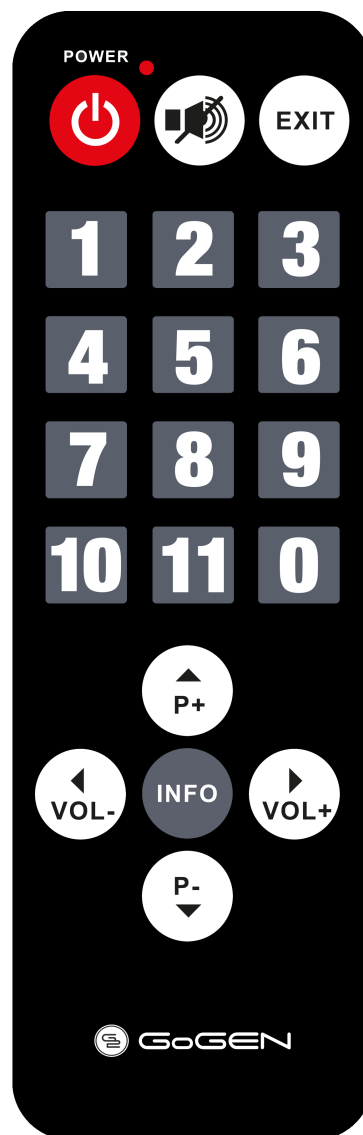 POWER
EXIT
1 2 3
4 5 6
7 8 9
10 11 0
P+
VOL- INFO VOL+
P-
GoGEN